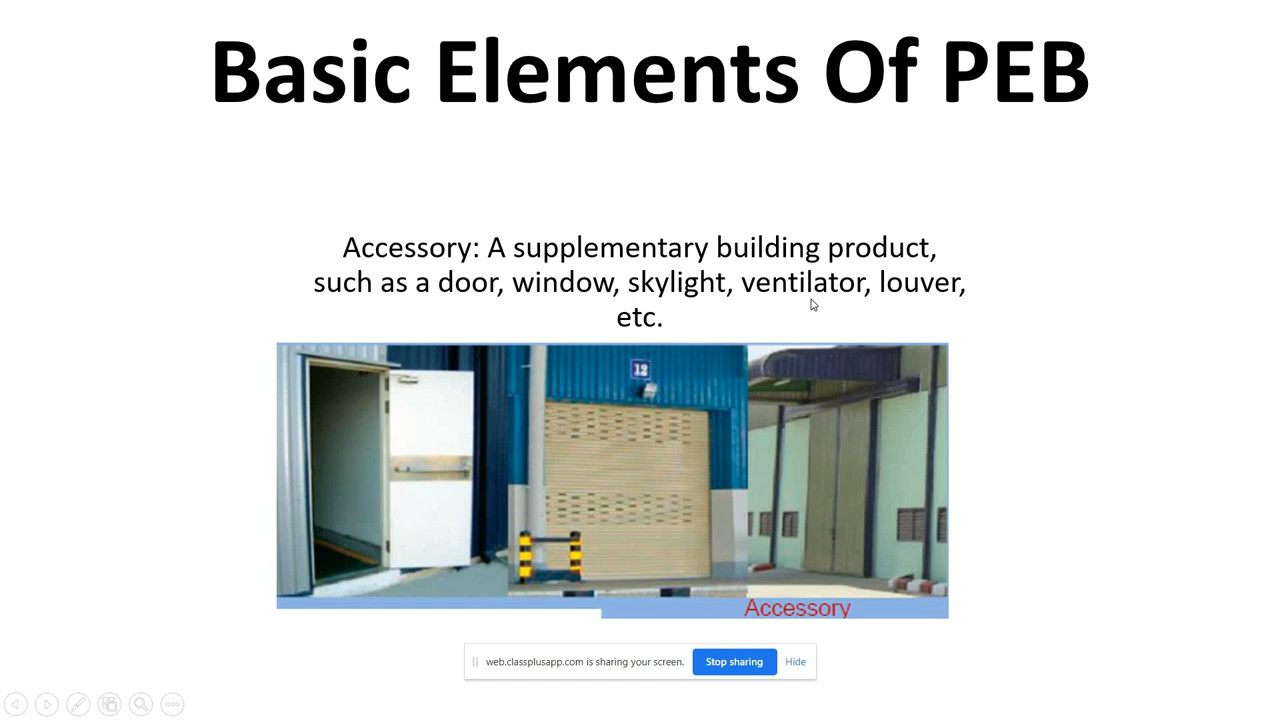 Basic Elements Of PEB
Accessory: A supplementary building product,
such as a door, window, skylight, ventilator, louver,
etc.
12
Accessory
web.classplusapp.com is sharing your screen. Stop sharing Hide